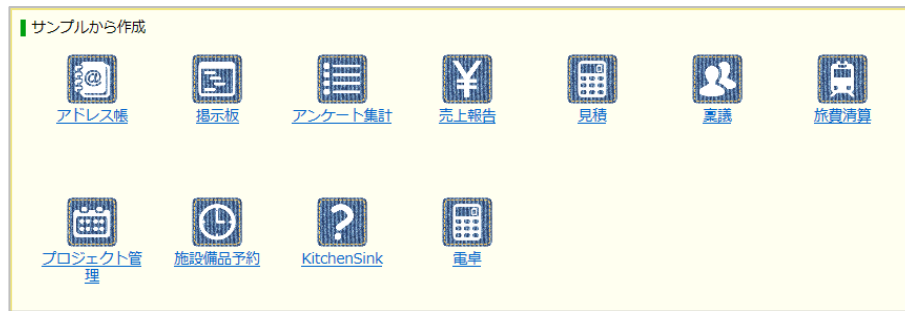 サンプルから作成
アドレス帳 掲示板 アンケート集計 売上報告 見積 稟議 旅費清算
プロジェクト管
理 施設備品予約 KitchenSink 電卓